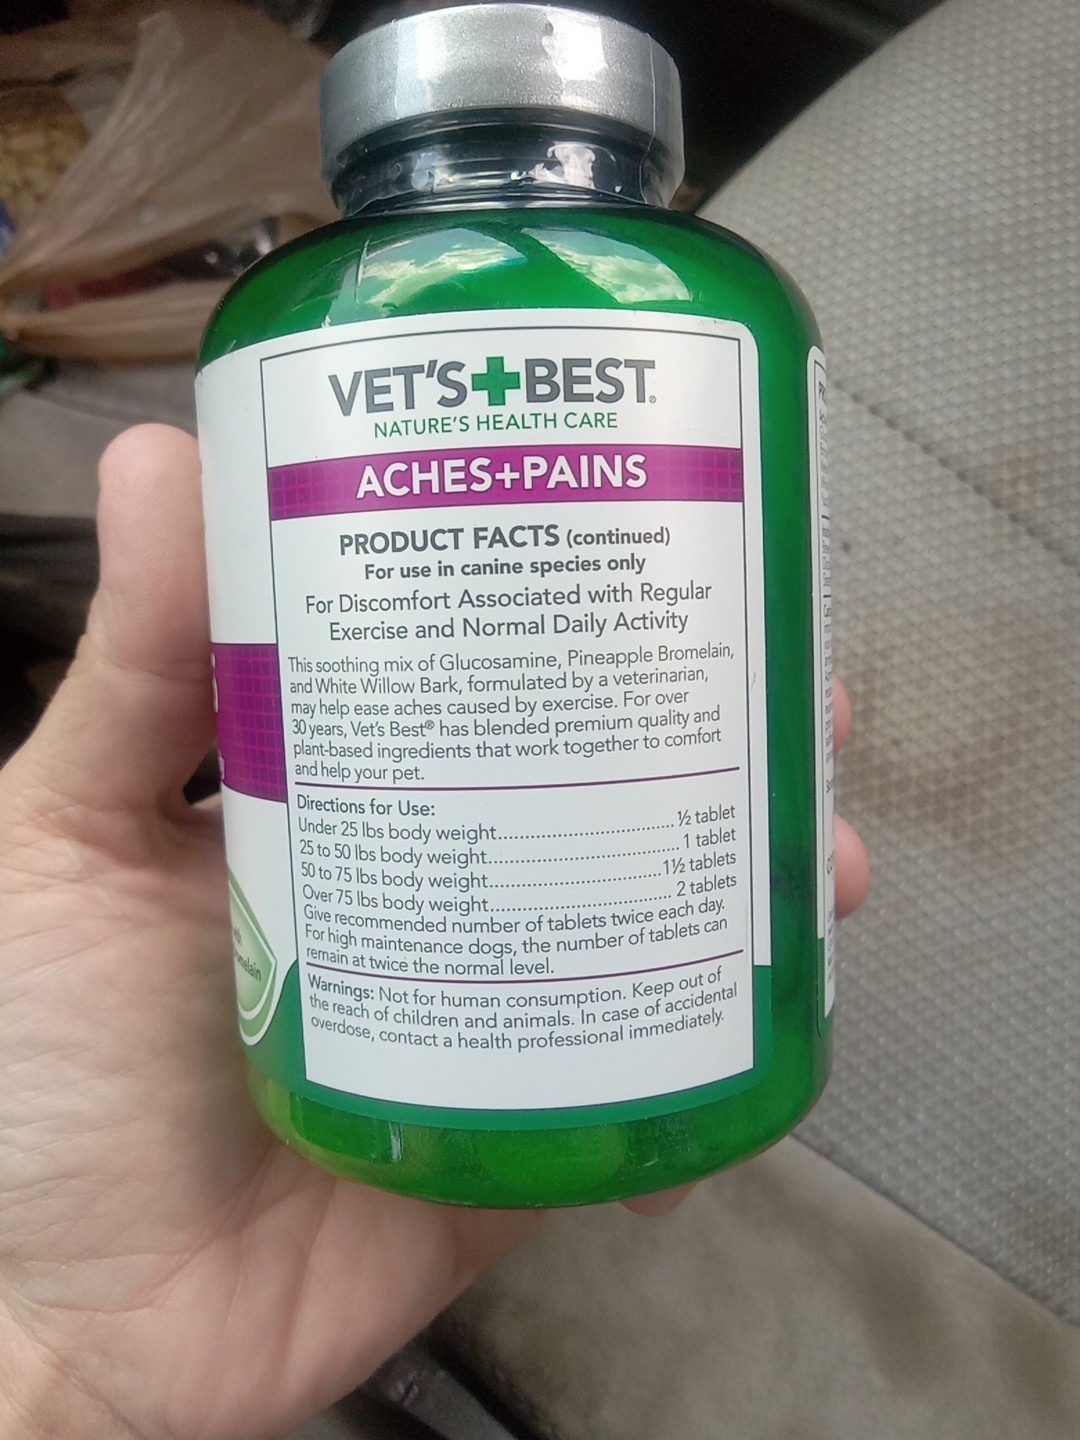 VET'S+BEST®
NATURE'S HEALTH CARE
ACHES+PAINS
PRODUCT FACTS (continued)
For use in canine species only
For Discomfort Associated with Regular
Exercise and Normal Daily Activity
This soothing mix of Glucosamine, Pineapple Bromelain,
and White Willow Bark, formulated by a veterinarian,
may help ease aches caused by exercise. For over
30 years, Vet's Best® has blended premium quality and
plant-based ingredients that work together to comfort
and help your pet.
Directions for Use:
Under 25 lbs body weight............................... ½ tablet
25 to 50 lbs body weight................................. 1 tablet
50 to 75 lbs body weight..............................1½ tablets
Over 75 lbs body weight................................ 2 tablets
Give recommended number of tablets twice each day.
For high maintenance dogs, the number of tablets can
remain at twice the normal level.
Warnings: Not for human consumption. Keep out of
the reach of children and animals. In case of accidental
overdose, contact a health professional immediately.